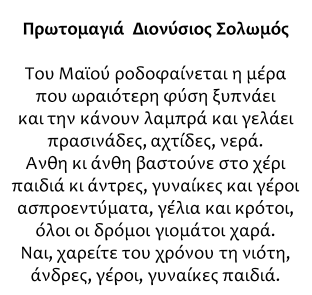 Πρωτομαγιά  Διονύσιος Σολωμός

Του Μαϊού ροδοφαίνεται η μέρα
που ωραιότερη φύση ξυπνάει
και την κάνουν λαμπρά και γελάει
πρασινάδες, αχτίδες, νερά.
Ανθη κι άνθη βαστούνε στο χέρι
παιδιά κι άντρες, γυναίκες και γέροι
ασπροεντύματα, γέλια και κρότοι,
όλοι οι δρόμοι γιομάτοι χαρά.
Ναι, χαρείτε του χρόνου τη νιότη,
άνδρες, γέροι, γυναίκες παιδιά.